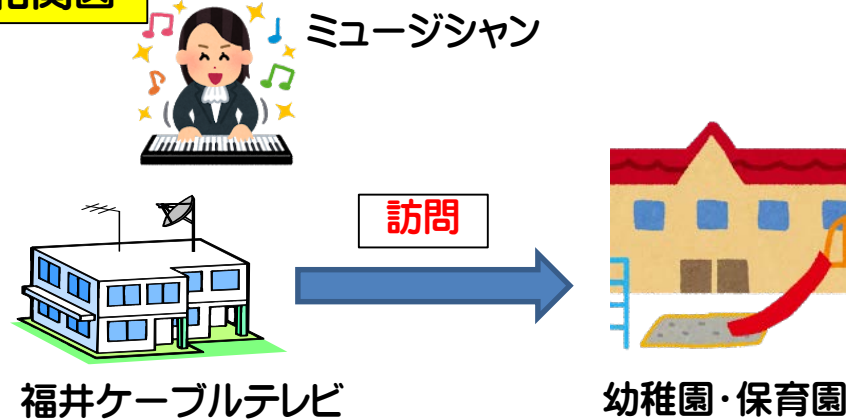 ミュージシャン
訪問
福井ケーブルテレビ
幼稚園・保育園